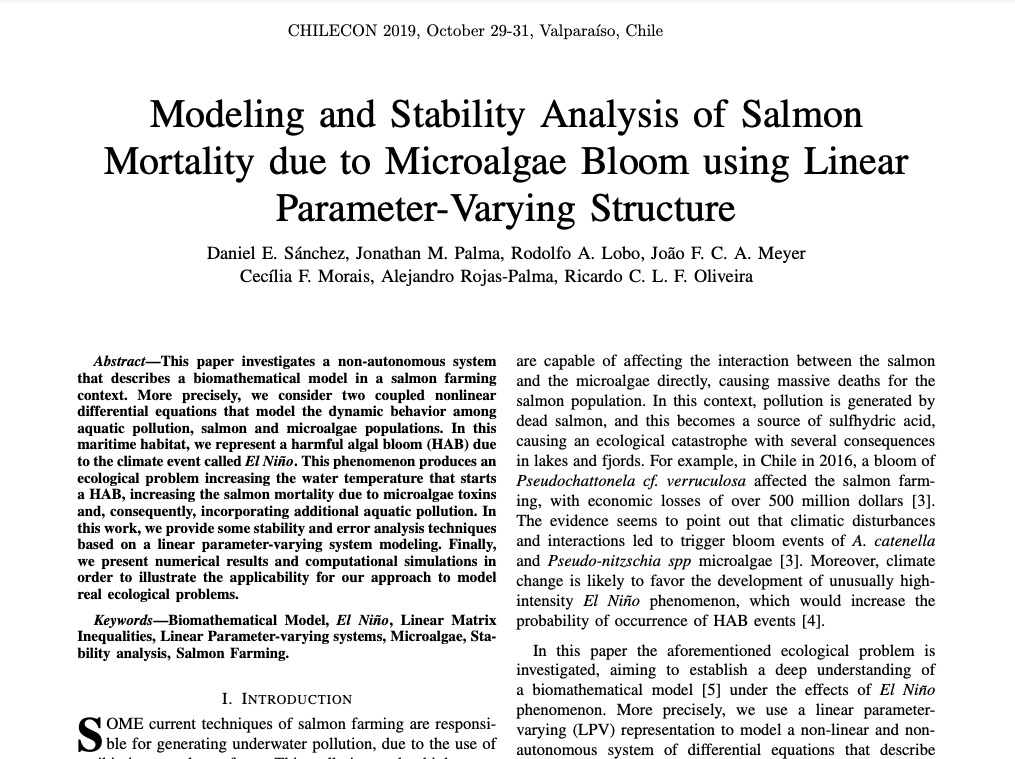 CHILECON 2019, October 29-31, Valparaíso, Chile
Modeling and Stability Analysis of Salmon
Mortality due to Microalgae Bloom using Linear
Parameter-Varying Structure
Daniel E. Sánchez, Jonathan M. Palma, Rodolfo A. Lobo, João F. C. A. Meyer
Cecília F. Morais, Alejandro Rojas-Palma, Ricardo C. L. F. Oliveira
Abstract—This paper investigates a non-autonomous system
that describes a biomathematical model in a salmon farming
context. More precisely, we consider two coupled nonlinear
differential equations that model the dynamic behavior among
aquatic pollution, salmon and microalgae populations. In this
maritime habitat, we represent a harmful algal bloom (HAB) due
to the climate event called El Niño. This phenomenon produces an
ecological problem increasing the water temperature that starts
a HAB, increasing the salmon mortality due to microalgae toxins
and, consequently, incorporating additional aquatic pollution. In
this work, we provide some stability and error analysis techniques
based on a linear parameter-varying system modeling. Finally,
we present numerical results and computational simulations in
order to illustrate the applicability for our approach to model
real ecological problems.
Keywords—Biomathematical Model, El Niño, Linear Matrix
Inequalities, Linear Parameter-varying systems, Microalgae, Sta-
bility analysis, Salmon Farming.
I. INTRODUCTION
SOME current techniques of salmon farming are responsi-
ble for generating underwater pollution, due to the use of
are capable of affecting the interaction between the salmon
and the microalgae directly, causing massive deaths for the
salmon population. In this context, pollution is generated by
dead salmon, and this becomes a source of sulfhydric acid,
causing an ecological catastrophe with several consequences
in lakes and fjords. For example, in Chile in 2016, a bloom of
Pseudochattonela cf. verruculosa affected the salmon farm-
ing, with economic losses of over 500 million dollars [3].
The evidence seems to point out that climatic disturbances
and interactions led to trigger bloom events of A. catenella
and Pseudo-nitzschia spp microalgae [3]. Moreover, climate
change is likely to favor the development of unusually high-
intensity El Niño phenomenon, which would increase the
probability of occurrence of HAB events [4].
In this paper the aforementioned ecological problem is
investigated, aiming to establish a deep understanding of
a biomathematical model [5] under the effects of El Niño
phenomenon. More precisely, we use a linear parameter-
varying (LPV) representation to model a non-linear and non-
autonomous system of differential equations that describe